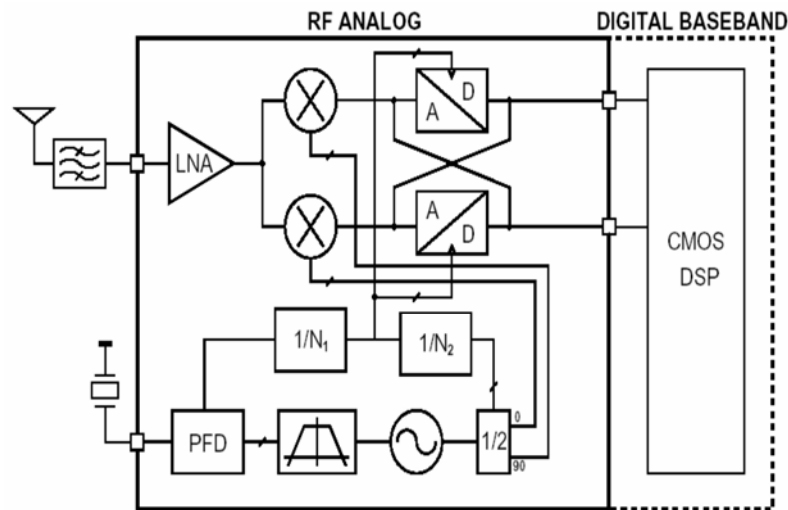 RF ANALOG DIGITAL BASEBAND
D
A
LNA
A
D
CMOS
DSP
1/N₁ 1/N₂
0
PFD 1/2
90